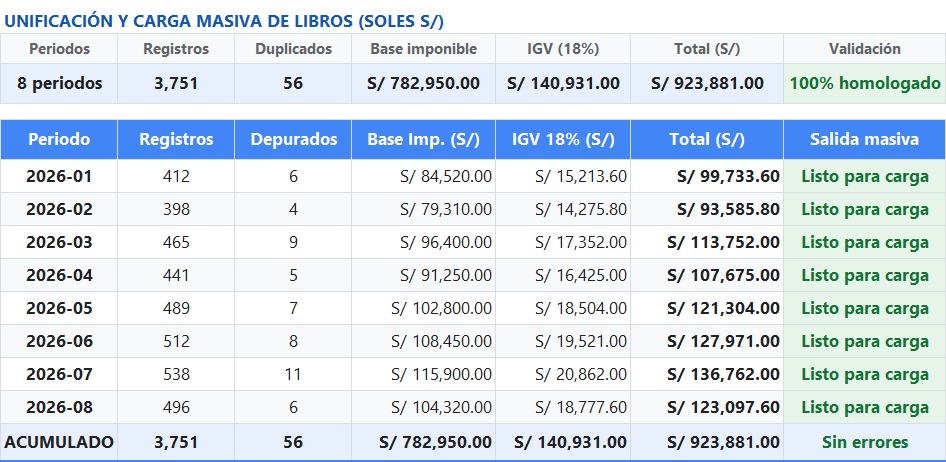 UNIFICACIÓN Y CARGA MASIVA DE LIBROS (SOLES S/)
Periodos Registros Duplicados Base imponible IGV (18%) Total (S/) Validación
8 periodos 3,751 56 S/ 782,950.00 S/ 140,931.00 S/ 923,881.00 100% homologado
Periodo Registros Depurados Base Imp. (S/) IGV 18% (S/) Total (S/) Salida masiva
2026-01 412 6 S/ 84,520.00 S/ 15,213.60 S/ 99,733.60 Listo para carga
2026-02 398 4 S/ 79,310.00 S/ 14,275.80 S/ 93,585.80 Listo para carga
2026-03 465 9 S/ 96,400.00 S/ 17,352.00 S/ 113,752.00 Listo para carga
2026-04 441 5 S/ 91,250.00 S/ 16,425.00 S/ 107,675.00 Listo para carga
2026-05 489 7 S/ 102,800.00 S/ 18,504.00 S/ 121,304.00 Listo para carga
2026-06 512 8 S/ 108,450.00 S/ 19,521.00 S/ 127,971.00 Listo para carga
2026-07 538 11 S/ 115,900.00 S/ 20,862.00 S/ 136,762.00 Listo para carga
2026-08 496 6 S/ 104,320.00 S/ 18,777.60 S/ 123,097.60 Listo para carga
ACUMULADO 3,751 56 S/ 782,950.00 S/ 140,931.00 S/ 923,881.00 Sin errores